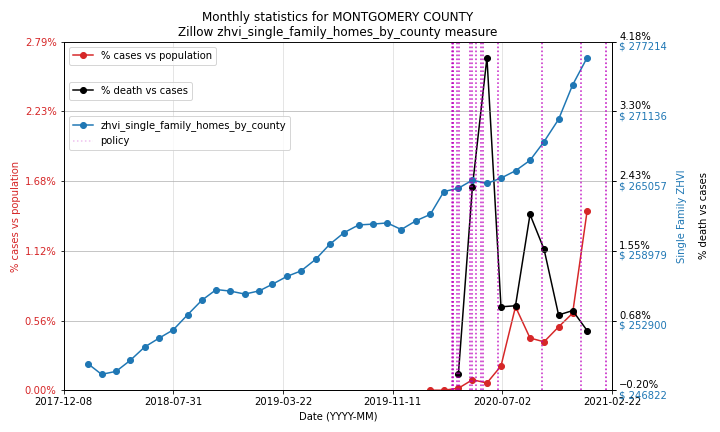 Monthly statistics for MONTGOMERY COUNTY
Zillow zhvi_single_family_homes_by_county measure
2.79%
2.23%
1.68%
1.12%
0.56%
0.00%
% cases vs population
% cases vs population
% death vs cases
zhvi_single_family_homes_by_county
policy
4.18%
$ 277214
3.30%
$ 271136
2.43%
$ 265057
1.55%
$ 258979
0.68%
$ 252900
−0.20%
$ 246822
Single Family ZHVI
% death vs cases
2017-12-08
2018-07-31
2019-03-22
2019-11-11
2020-07-02
2021-02-22
Date (YYYY-MM)